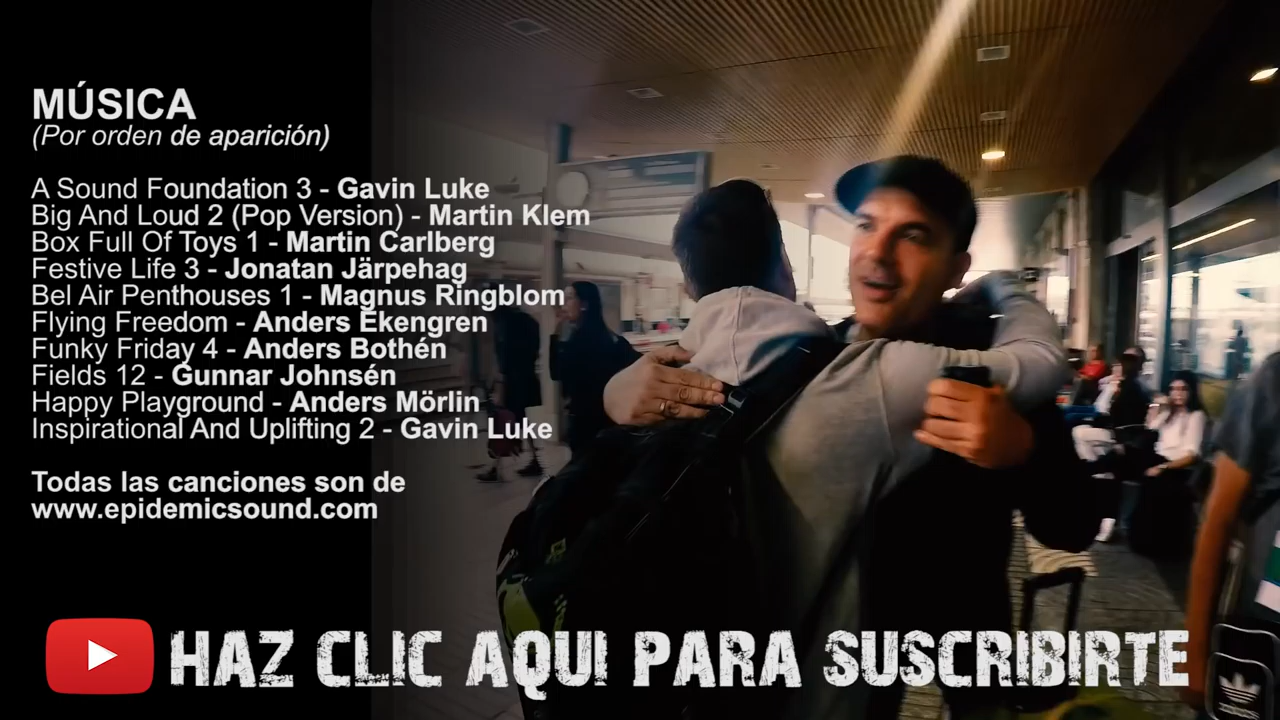 MÚSICA
(Por orden de aparición)
A Sound Foundation 3 - Gavin Luke
Big And Loud 2 (Pop Version) - Martin Klem
Box Full Of Toys 1 - Martin Carlberg
Festive Life 3 - Jonatan Järpehag
Bel Air Penthouses 1 - Magnus Ringblom
Flying Freedom - Anders Ekengren
Funky Friday 4 - Anders Bothén
Fields 12 - Gunnar Johnsén
Happy Playground - Anders Mörlin
Inspirational And Uplifting 2 - Gavin Luke
Todas las canciones son de
www.epidemicsound.com
HAZ CLIC AQUI PARA SUSCRIBIRTE